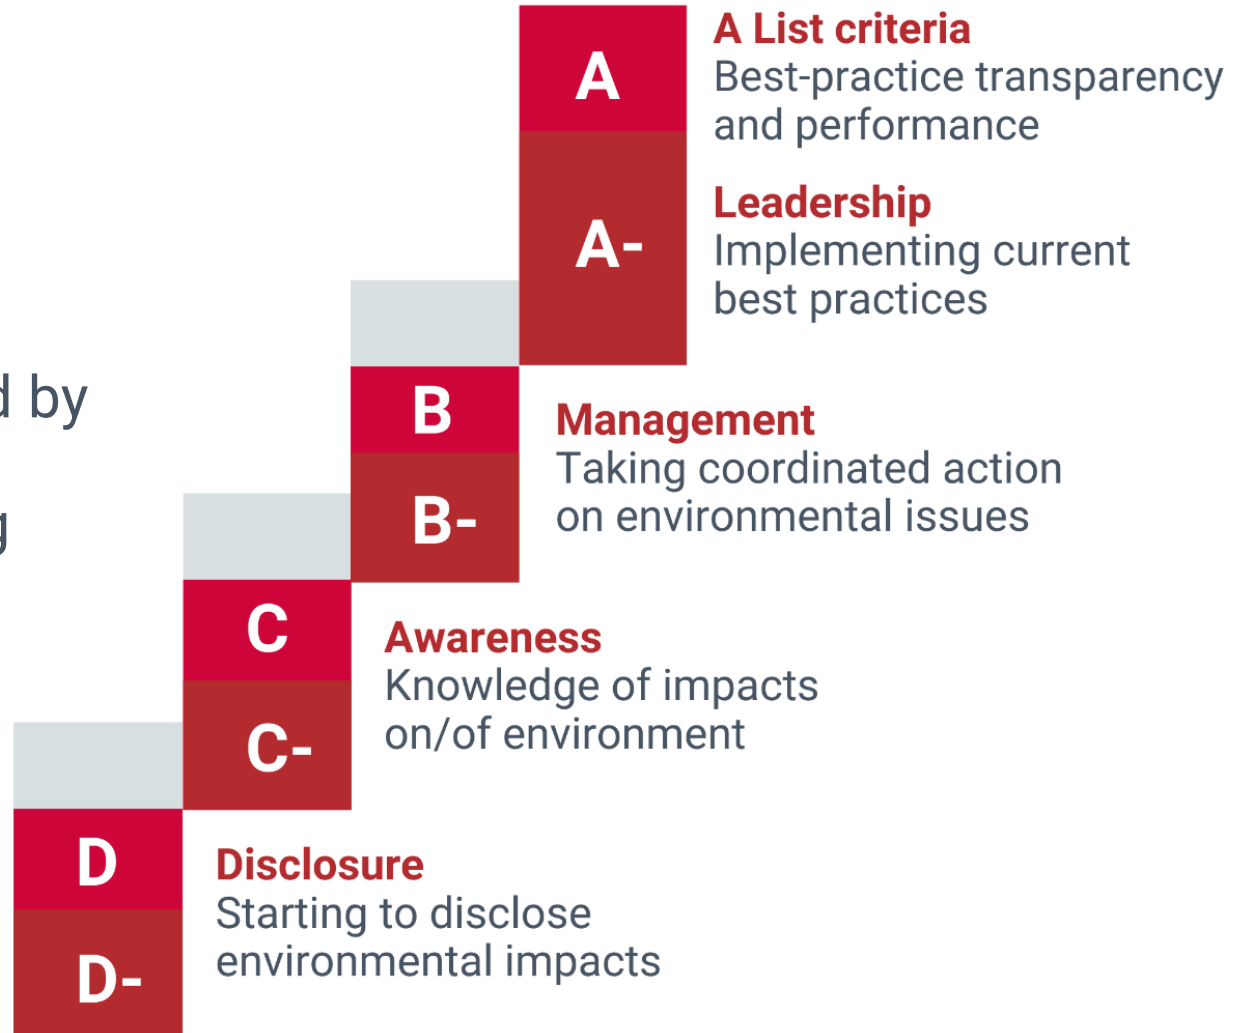 A
A List criteria
Best-practice transparency
and performance
A-
Leadership
Implementing current
best practices
by
B
Management
Taking coordinated action
on environmental issues
B-
C
Awareness
Knowledge of impacts
on/of environment
C-
D
Disclosure
Starting to disclose
environmental impacts
D-